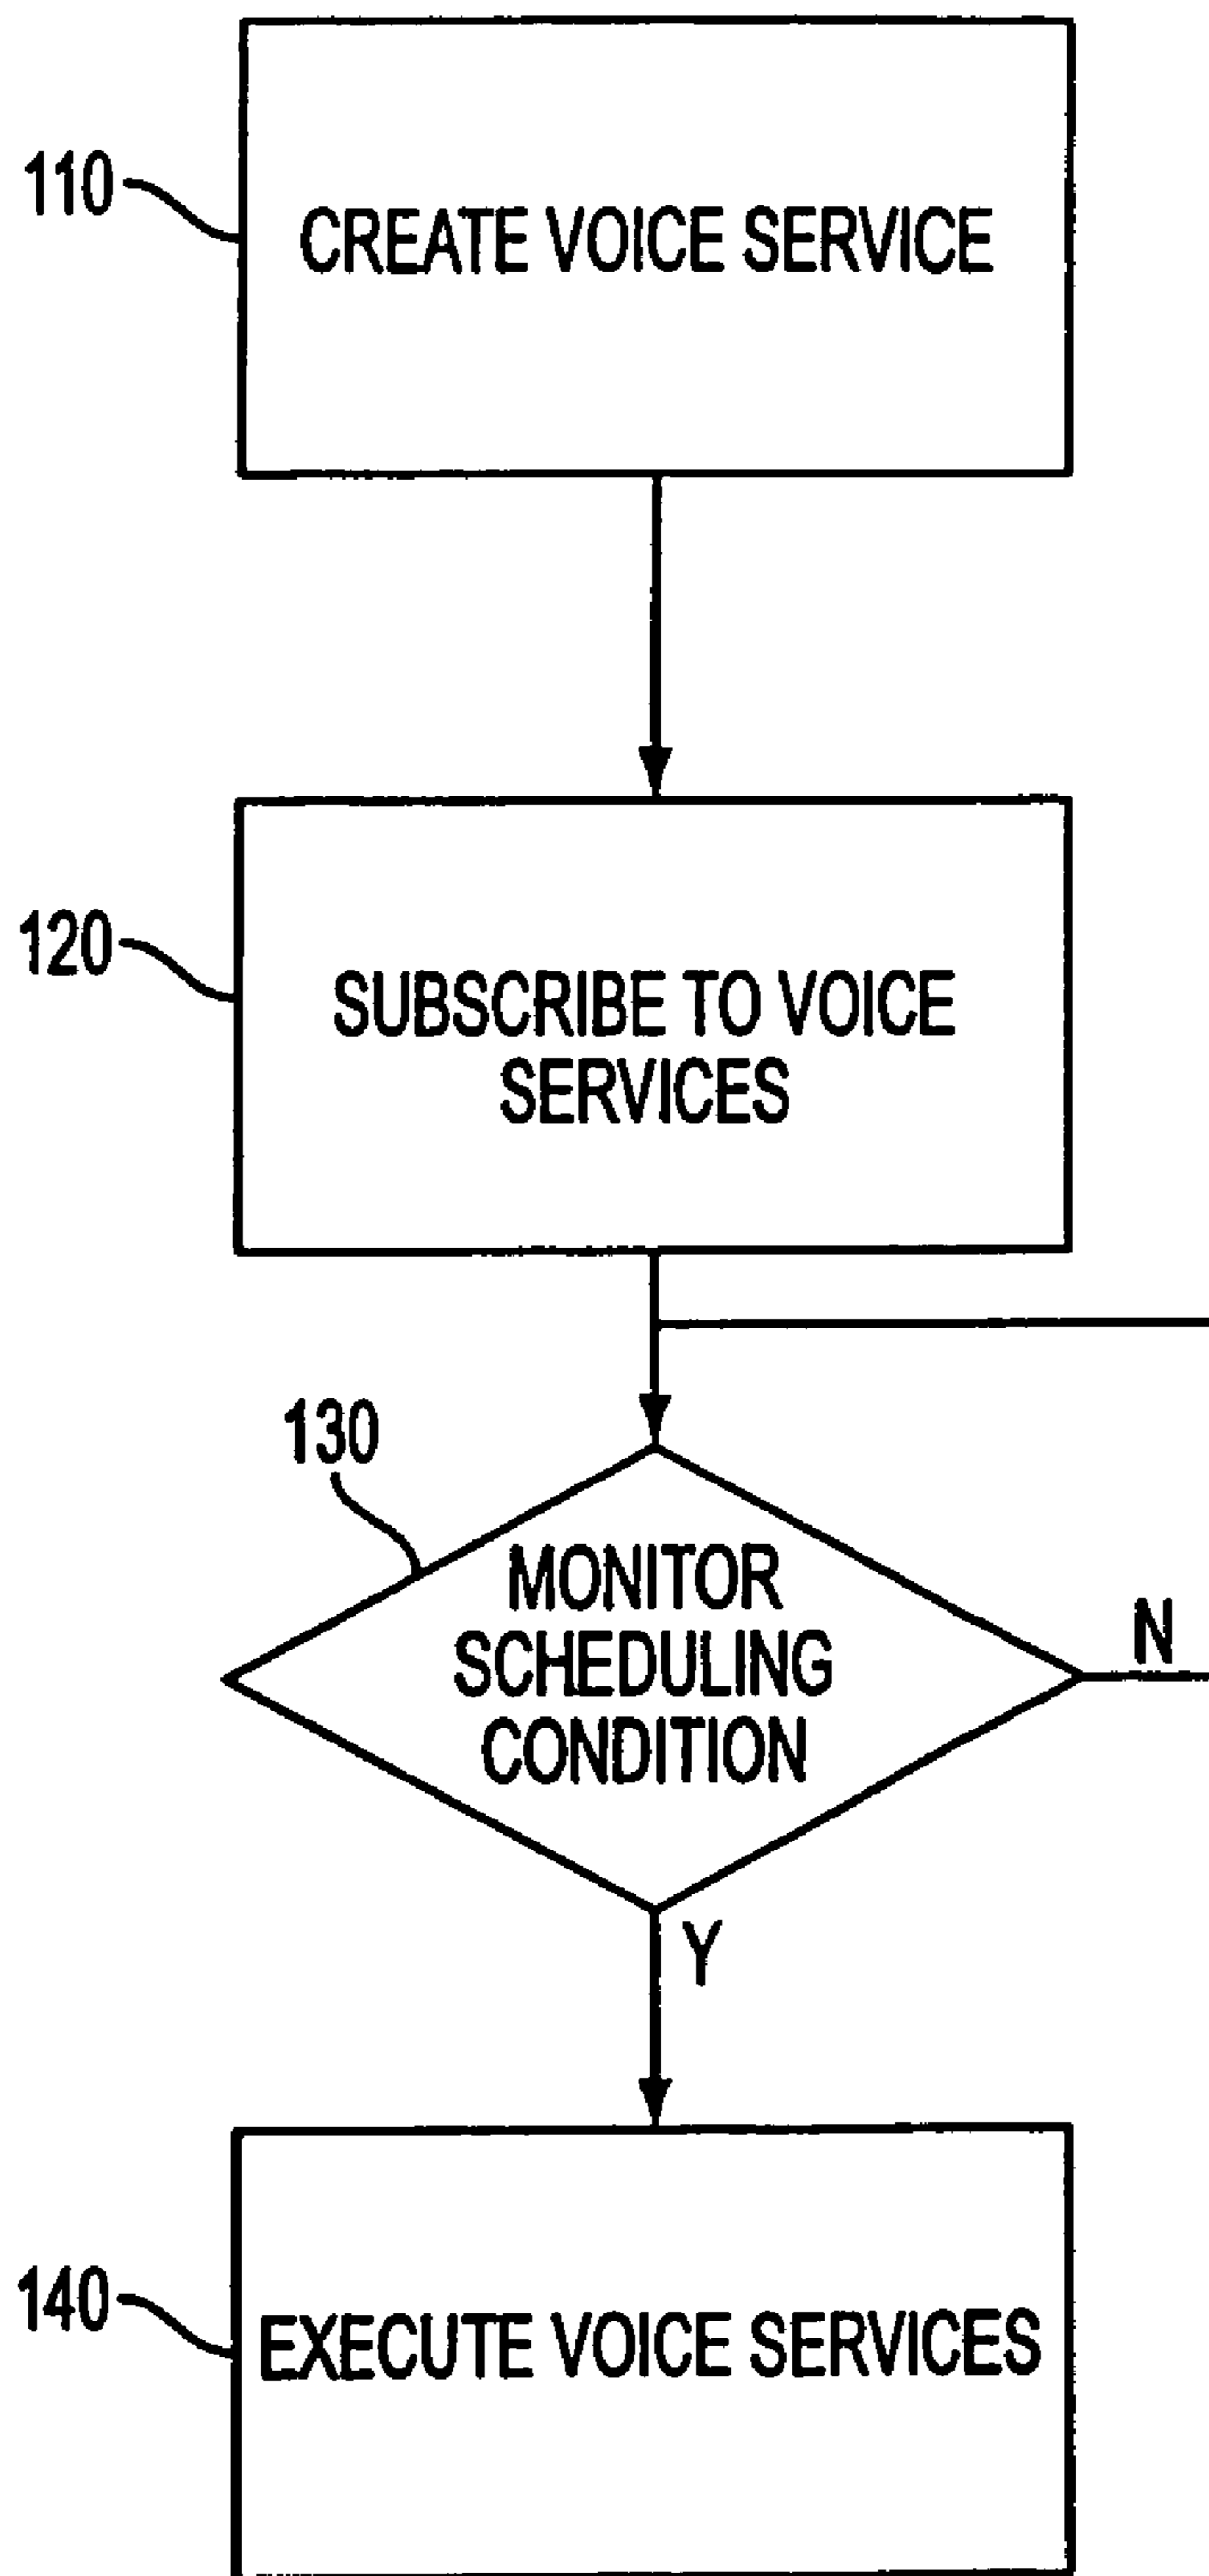 110
CREATE VOICE SERVICE
120
SUBSCRIBE TO VOICE
SERVICES
130
MONITOR
SCHEDULING
CONDITION
N
Y
140
EXECUTE VOICE SERVICES